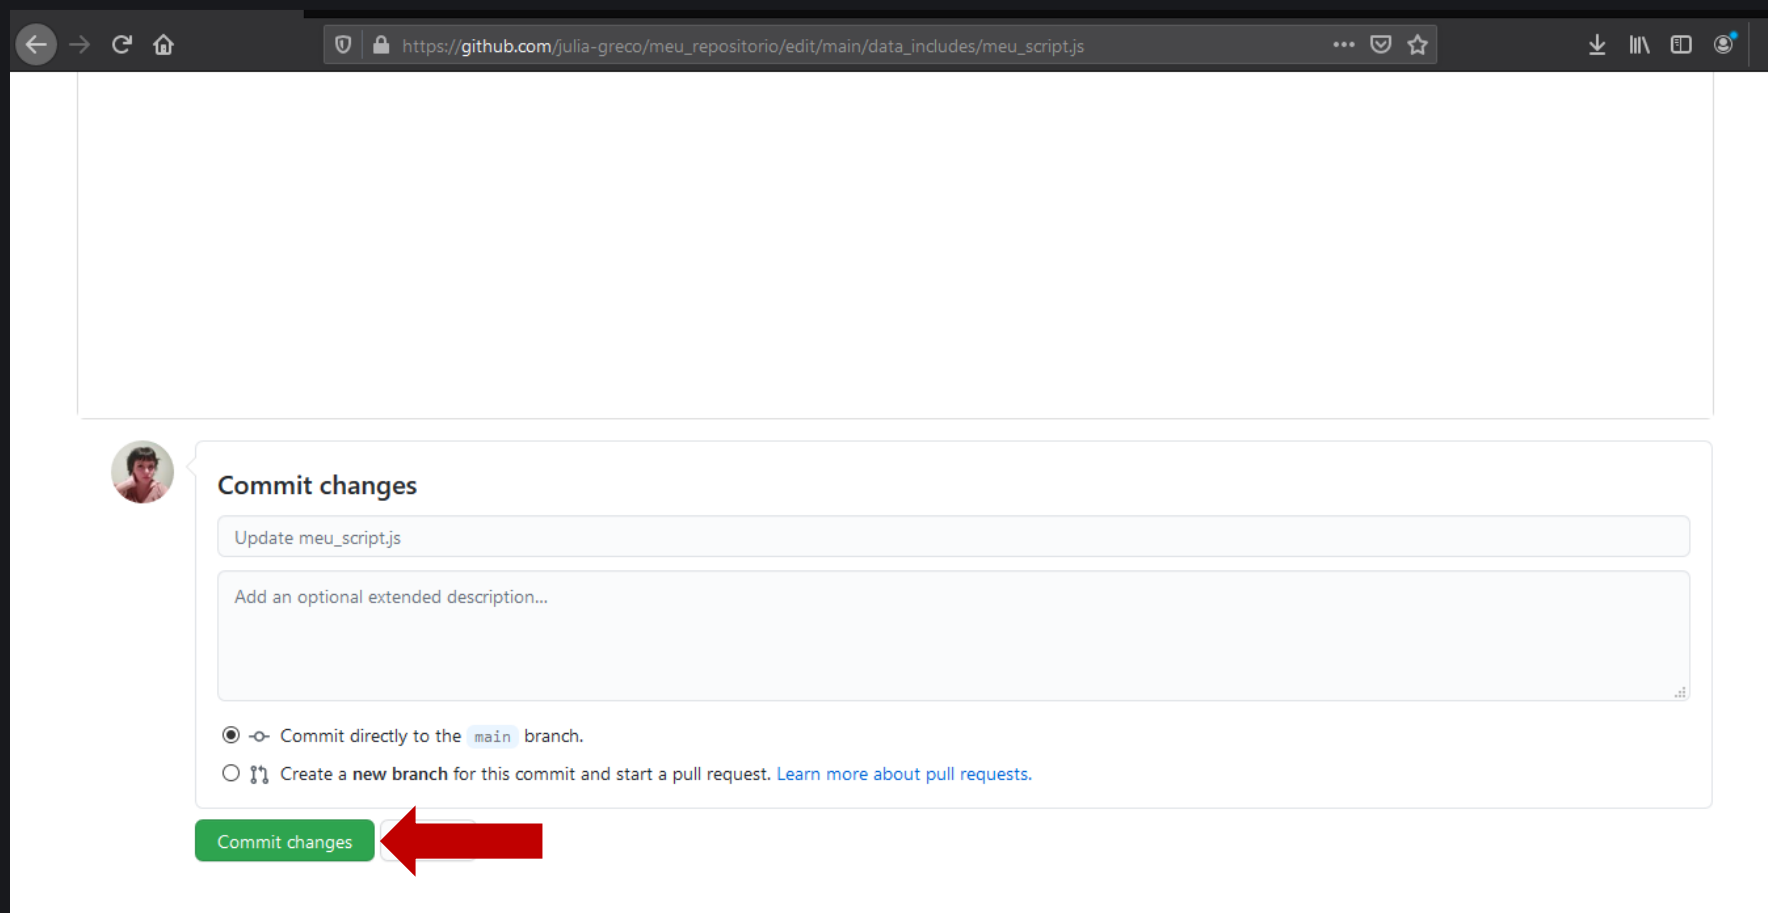 https://github.com/julia-greco/meu_repositorio/edit/main/data_includes/meu_script.js
Commit changes
Update meu_script.js
Add an optional extended description...
Commit directly to the main branch.
Create a new branch for this commit and start a pull request. Learn more about pull requests.
Commit changes